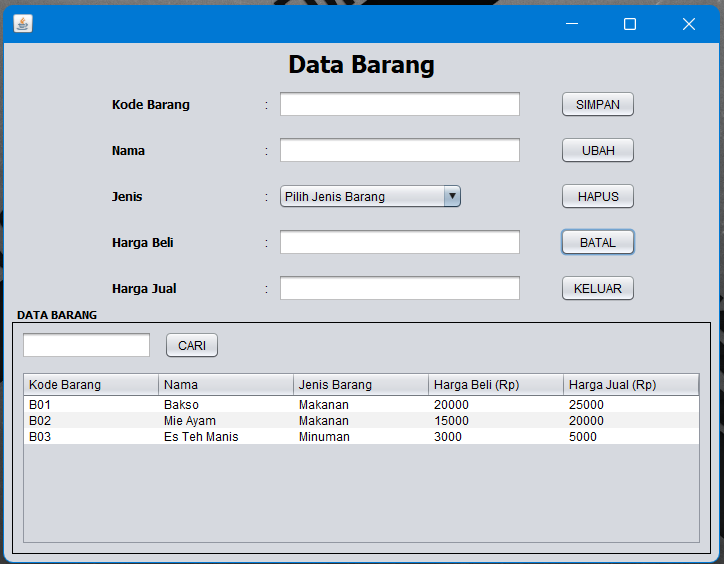 Data Barang
Kode Barang : SIMPAN
Nama : UBAH
Jenis : Pilih Jenis Barang HAPUS
Harga Beli : BATAL
Harga Jual : KELUAR
DATA BARANG
CARI
Kode Barang Nama Jenis Barang Harga Beli (Rp) Harga Jual (Rp)
B01 Bakso Makanan 20000 25000
B02 Mie Ayam Makanan 15000 20000
B03 Es Teh Manis Minuman 3000 5000